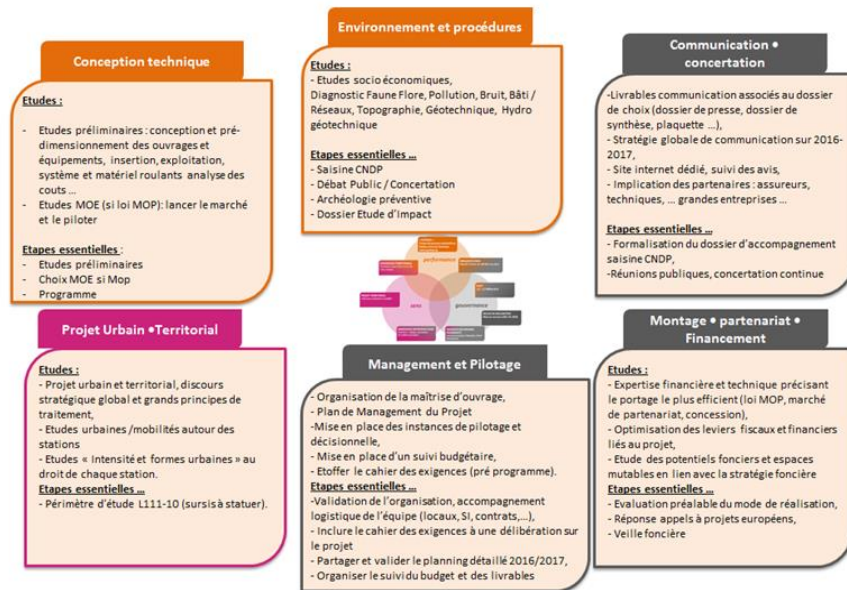 Conception technique
Etudes :
- Etudes préliminaires : conception et pré-
dimensionnement des ouvrages et
équipements, insertion, exploitation,
système et matériel roulants analyse des
couts ...
- Etudes MOE (si loi MOP): lancer le marché
et le piloter
Etapes essentielles :
- Etudes préliminaires
- Choix MOE si Mop
- Programme
Environnement et procédures
Etudes :
- Etudes socio économiques,
Diagnostic Faune Flore, Pollution, Bruit, Bâti /
Réseaux, Topographie, Géotechnique, Hydro
géotechnique
Etapes essentielles ...
- Saisine CNDP
- Débat Public / Concertation
- Archéologie préventive
- Dossier Etude d'Impact
Communication •
concertation
-Livrables communication associés au dossier
de choix (dossier de presse, dossier de
synthèse, plaquette ...),
- Stratégie globale de communication sur 2016-
2017,
- Site internet dédié, suivi des avis,
- Implication des partenaires : assureurs,
techniques, ... grandes entreprises ...
Etapes essentielles ...
- Formalisation du dossier d'accompagnement
saisine CNDP,
-Réunions publiques, concertation continue
performance
sens
gouvernance
Projet Urbain •Territorial
Etudes :
- Projet urbain et territorial, discours
stratégique global et grands principes de
traitement,
- Etudes urbaines /mobilités autour des
stations
- Etudes « Intensité et formes urbaines » au
droit de chaque station.
Etapes essentielles ...
- Périmètre d'étude L111-10 (sursis à statuer).
Management et Pilotage
- Organisation de la maîtrise d'ouvrage,
- Plan de Management du Projet
-Mise en place des instances de pilotage et
décisionnelle,
- Mise en place d'un suivi budgétaire,
- Etoffer le cahier des exigences (pré programme).
Etapes essentielles ...
-Validation de l'organisation, accompagnement
logistique de l'équipe (locaux, SI, contrats,...),
- Inclure le cahier des exigences à une délibération sur
le projet
- Partager et valider le planning détaillé 2016/2017,
- Organiser le suivi du budget et des livrables
Montage • partenariat •
Financement
Etudes :
- Expertise financière et technique précisant
le portage le plus efficient (loi MOP, marché
de partenariat, concession),
- Optimisation des leviers fiscaux et financiers
liés au projet,
- Etude des potentiels fonciers et espaces
mutables en lien avec la stratégie foncière
Etapes essentielles ...
- Evaluation préalable du mode de réalisation,
- Réponse appels à projets européens,
- Veille foncière